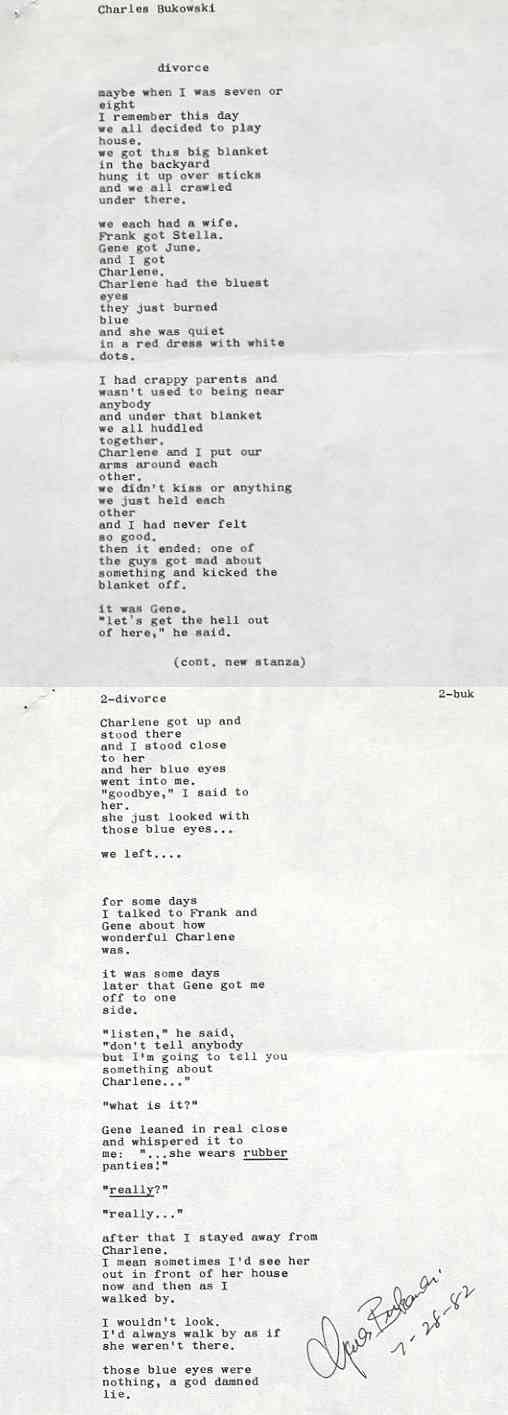 Charles Bukowski
divorce
maybe when I was seven or
eight
I remember this day
we all decided to play
house.
we got this big blanket
in the backyard
hung it up over sticks
and we all crawled
under there.
we each had a wife.
Frank got Stella.
Gene got June.
and I got
Charlene.
Charlene had the bluest
eyes
they just burned
blue
and she was quiet
in a red dress with white
dots.
I had crappy parents and
wasn't used to being near
anybody
and under that blanket
we all huddled
together.
Charlene and I put our
arms around each
other.
we didn't kiss or anything
we just held each
other
and I had never felt
so good.
then it ended: one of
the guys got mad about
something and kicked the
blanket off.
it was Gene.
"let's get the hell out
of here," he said.
(cont. new stanza)
2-divorce
2-buk
Charlene got up and
stood there
and I stood close
to her
and her blue eyes
went into me.
"goodbye," I said to
her.
she just looked with
those blue eyes...
we left....
for some days
I talked to Frank and
Gene about how
wonderful Charlene
was.
it was some days
later that Gene got me
off to one
side.
"listen," he said,
"don't tell anybody
but I'm going to tell you
something about
Charlene..."
"what is it?"
Gene leaned in real close
and whispered it to
me: "...she wears rubber
panties!"
"really?"
"really..."
after that I stayed away from
Charlene.
I mean sometimes I'd see her
out in front of her house
now and then as I
walked by.
I wouldn't look.
I'd always walk by as if
she weren't there.
those blue eyes were
nothing, a god damned
lie.
Charles Bukowski
7-28-82